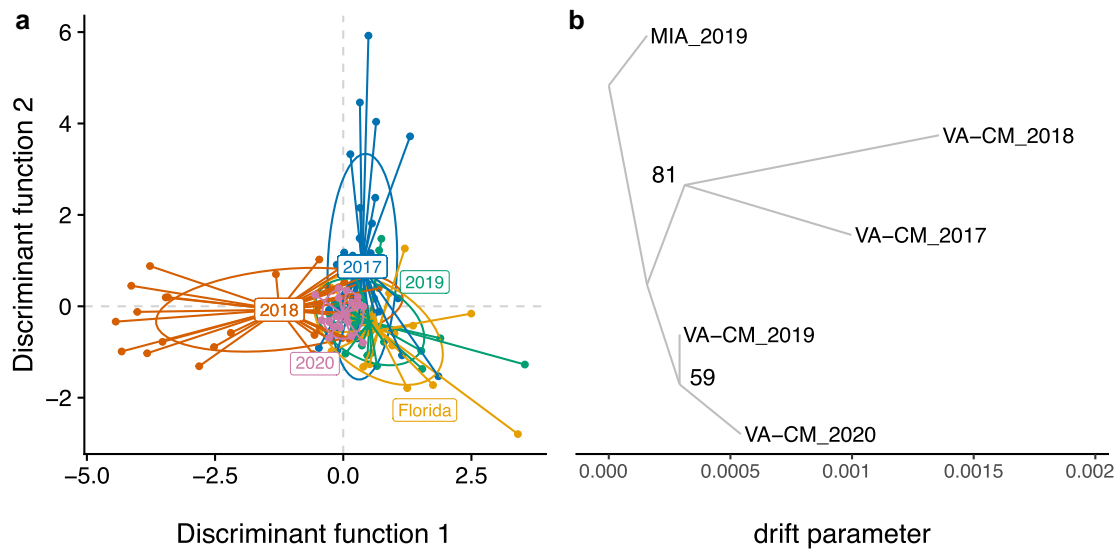 a
Discriminant function 2
6
4
2
0
−2
2017
2019
2018
2020
Florida
−5.0
−2.5
0.0
2.5
Discriminant function 1
b
MIA_2019
VA−CM_2018
81
VA−CM_2017
VA−CM_2019
59
VA−CM_2020
0.000
0.0005
0.001
0.0015
0.002
drift parameter